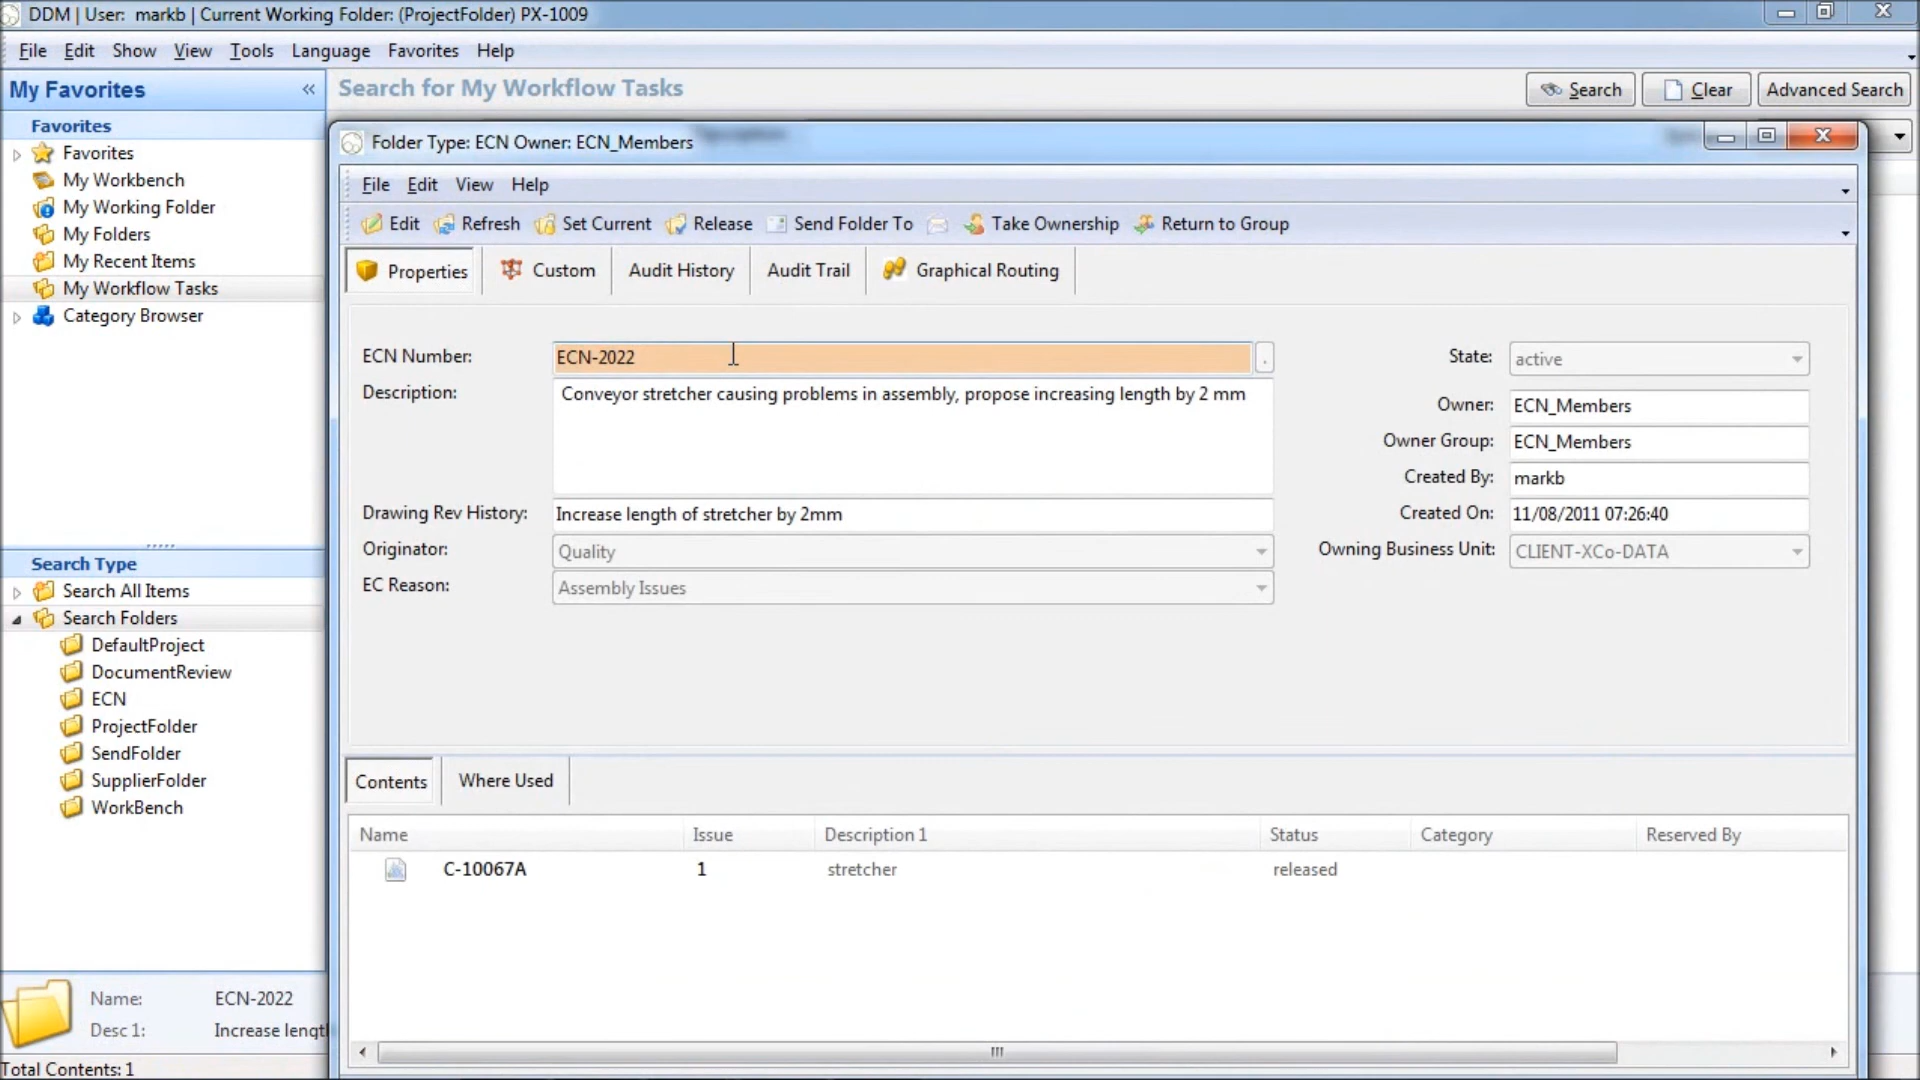 DDM | User:  markb | Current Working Folder: (ProjectFolder) PX-1009
File Edit Show View Tools Language Favorites Help
My Favorites «
Search for My Workflow Tasks
Search Clear Advanced Search
Favorites
Favorites
My Workbench
My Working Folder
My Folders
My Recent Items
My Workflow Tasks
Category Browser
Search Type
Search All Items
Search Folders
DefaultProject
DocumentReview
ECN
ProjectFolder
SendFolder
SupplierFolder
WorkBench
Name: ECN-2022
Desc 1: Increase lengt
Total Contents: 1
Folder Type: ECN Owner: ECN_Members
File Edit View Help
Edit Refresh Set Current Release Send Folder To Take Ownership Return to Group
Properties Custom Audit History Audit Trail Graphical Routing
ECN Number: ECN-2022 .
Description: Conveyor stretcher causing problems in assembly, propose increasing length by 2 mm
Drawing Rev History: Increase length of stretcher by 2mm
Originator: Quality
EC Reason: Assembly Issues
State: active
Owner: ECN_Members
Owner Group: ECN_Members
Created By: markb
Created On: 11/08/2011 07:26:40
Owning Business Unit: CLIENT-XCo-DATA
Contents Where Used
Name Issue Description 1 Status Category Reserved By
C-10067A 1 stretcher released